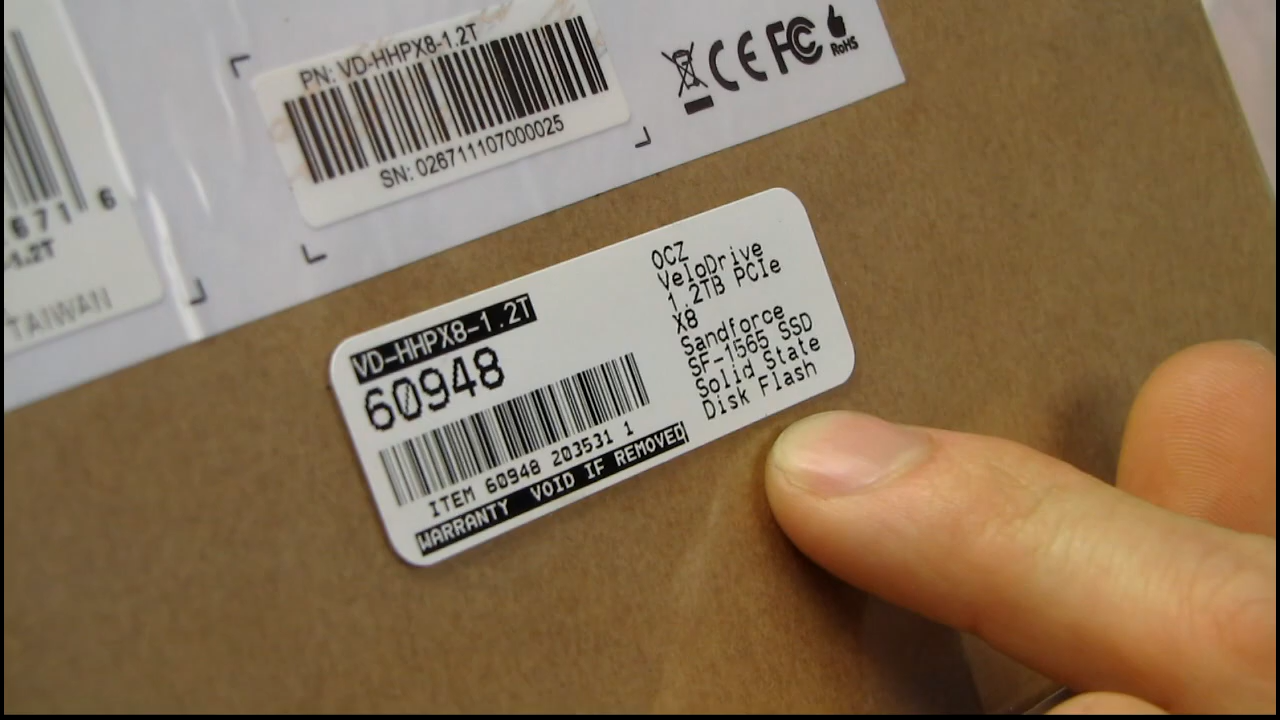 PN: VD-HHPX8-1.2T
SN: 026711107000025
CE FC RoHS
671 6
-1.2T
TAIWAN
VD-HHPX8-1.2T
60948
ITEM 60948 203531 1
WARRANTY VOID IF REMOVED
OCZ
VeloDrive
1.2TB PCIe
X8
Sandforce
SF-1565 SSD
Solid State
Disk Flash